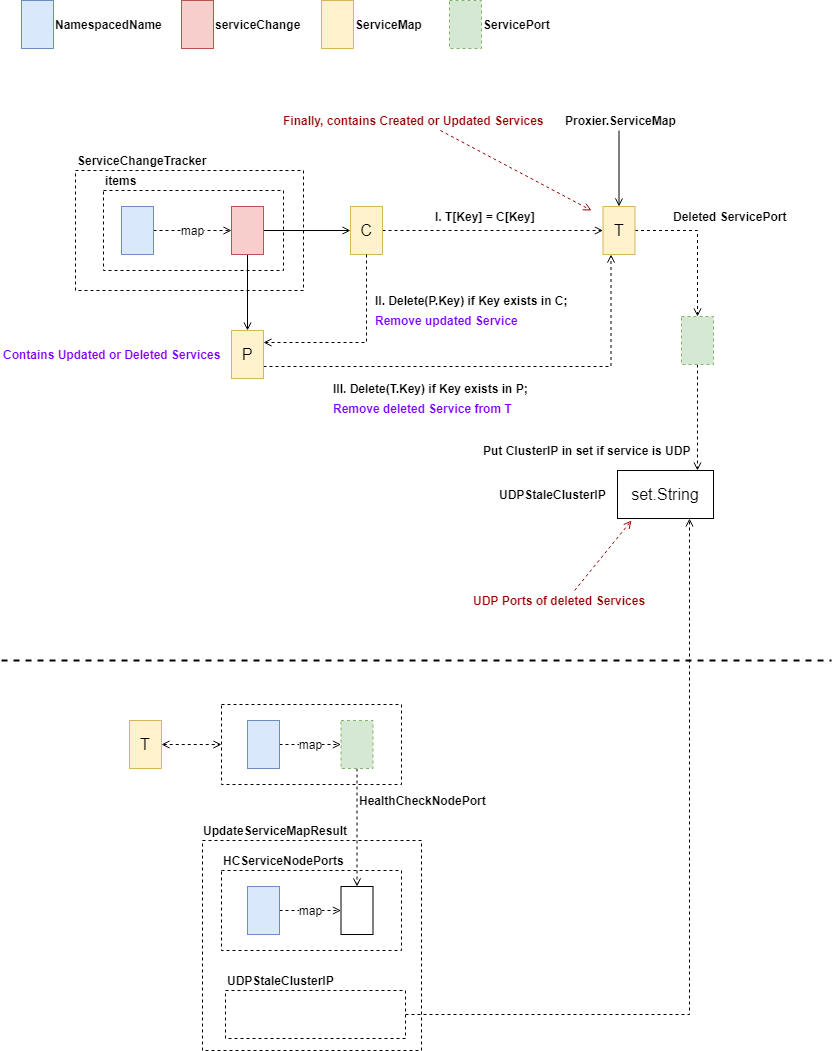 NamespacedName
serviceChange
ServiceMap
ServicePort
Finally, contains Created or Updated Services
Proxier.ServiceMap
ServiceChangeTracker
items
map
C
I. T[Key] = C[Key]
T
Deleted ServicePort
II. Delete(P.Key) if Key exists in C;
Remove updated Service
Contains Updated or Deleted Services
P
III. Delete(T.Key) if Key exists in P;
Remove deleted Service from T
Put ClusterIP in set if service is UDP
UDPStaleClusterIP
set.String
UDP Ports of deleted Services
T
map
HealthCheckNodePort
UpdateServiceMapResult
HCServiceNodePorts
map
UDPStaleClusterIP